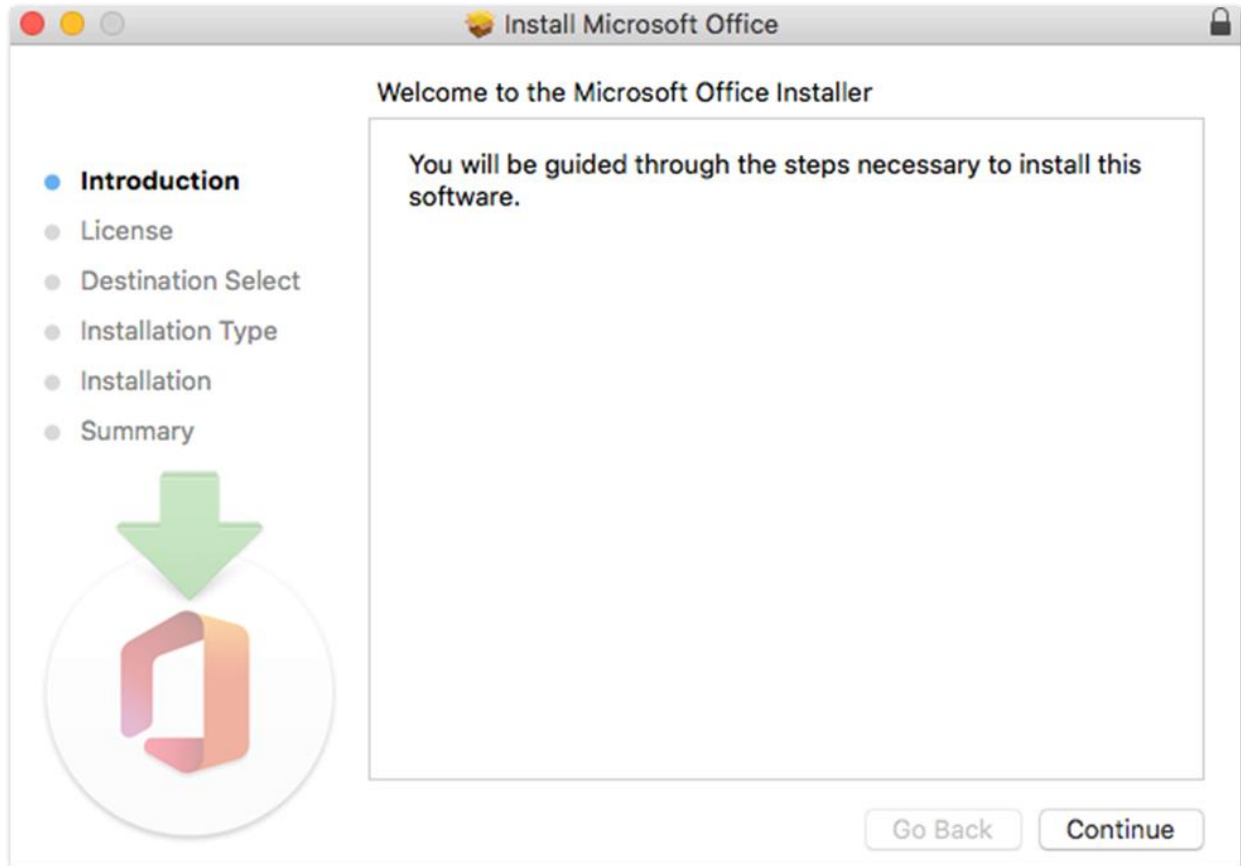 Install Microsoft Office
Welcome to the Microsoft Office Installer
You will be guided through the steps necessary to install this
software.
Introduction
License
Destination Select
Installation Type
Installation
Summary
Go Back
Continue